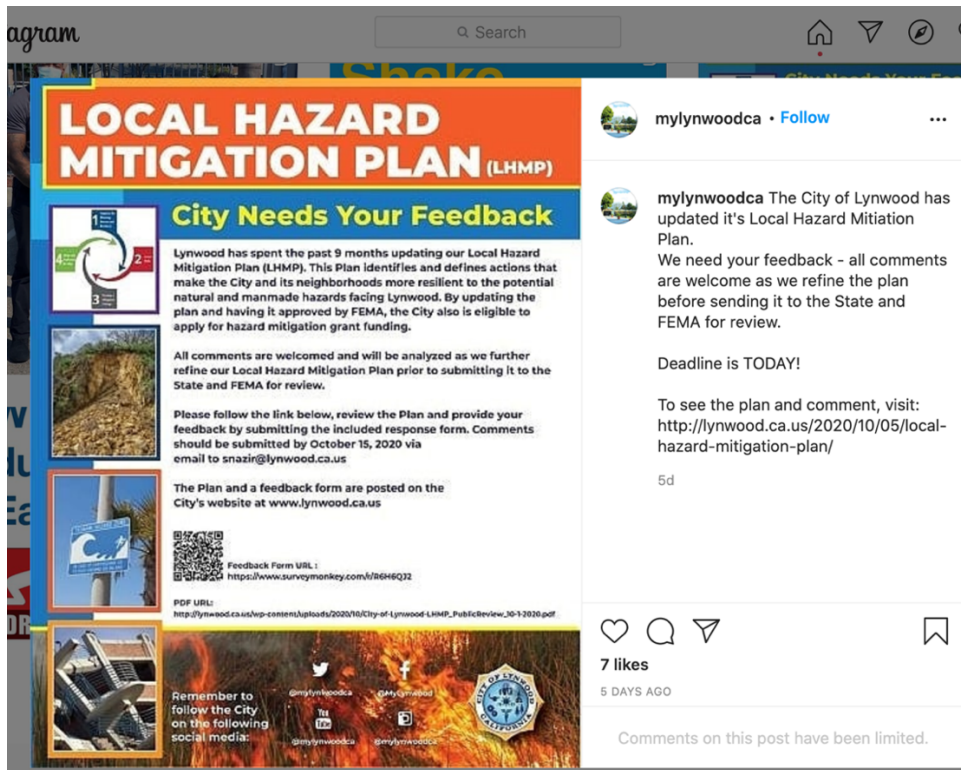 agram
Search
LOCAL HAZARD
MITIGATION PLAN (LHMP)
City Needs Your Feedback
1
2
3
4
Lynwood has spent the past 9 months updating our Local Hazard
Mitigation Plan (LHMP). This Plan identifies and defines actions that
make the City and its neighborhoods more resilient to the potential
natural and manmade hazards facing Lynwood. By updating the
plan and having it approved by FEMA, the City also is eligible to
apply for hazard mitigation grant funding.
All comments are welcomed and will be analyzed as we further
refine our Local Hazard Mitigation Plan prior to submitting it to the
State and FEMA for review.
Please follow the link below, review the Plan and provide your
feedback by submitting the included response form. Comments
should be submitted by October 15, 2020 via
email to snazir@lynwood.ca.us
The Plan and a feedback form are posted on the
City's website at www.lynwood.ca.us
Feedback Form URL :
https://www.surveymonkey.com/r/R6H6QJ2
PDF URL:
http://lynwood.ca.us/wp-content/uploads/2020/10/City-of-Lynwood-LHMP_PublicReview_10-1-2020.pdf
Remember to
follow the City
on the following
social media:
@mylynwoodca
@MyLynwood
You
Tube
@mylynwoodca
@mylynwoodca
CITY OF LYNWOOD
CALIFORNIA
mylynwoodca • Follow
mylynwoodca The City of Lynwood has
updated it's Local Hazard Mitiation
Plan.
We need your feedback - all comments
are welcome as we refine the plan
before sending it to the State and
FEMA for review.
Deadline is TODAY!
To see the plan and comment, visit:
http://lynwood.ca.us/2020/10/05/local-
hazard-mitigation-plan/
5d
7 likes
5 DAYS AGO
Comments on this post have been limited.